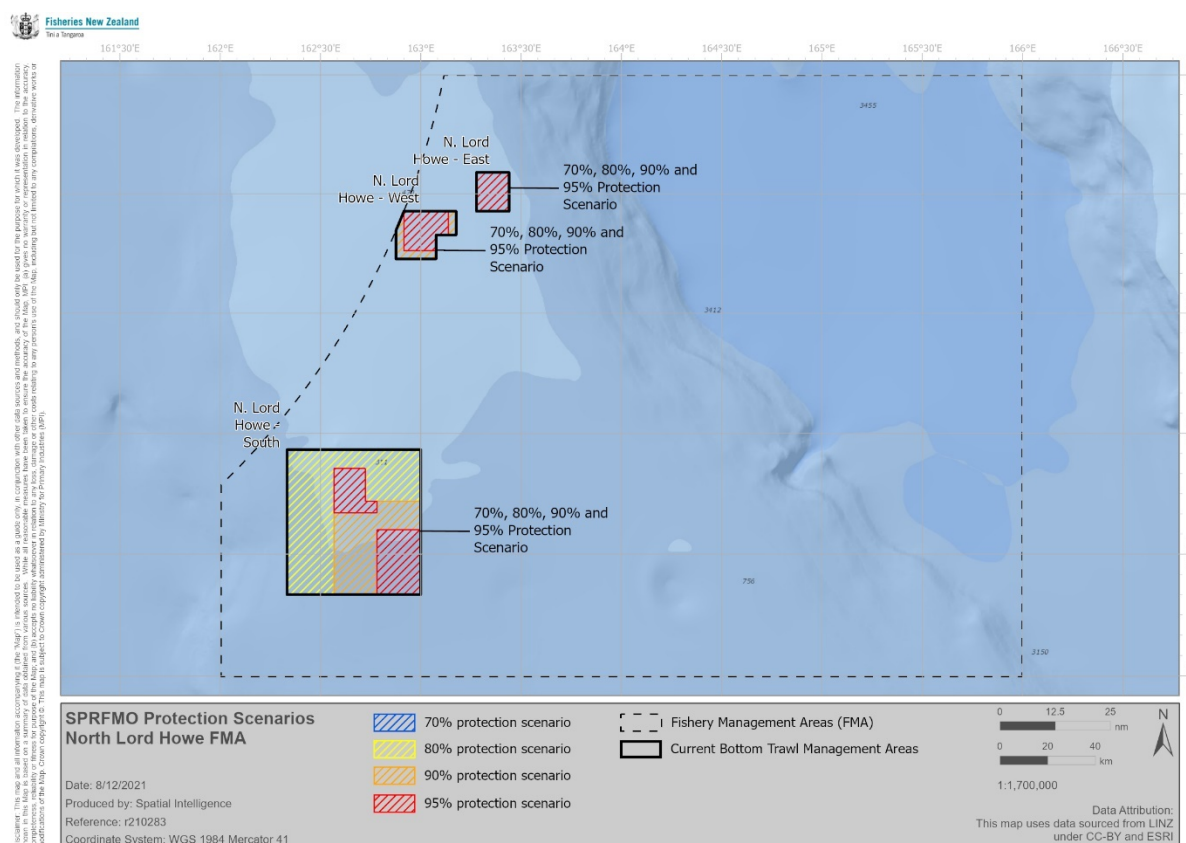 Fisheries New Zealand
Tini a Tangaroa
161°30'E 162°E 162°30'E 163°E 163°30'E 164°E 164°30'E 165°E 165°30'E 166°E 166°30'E
3455
N. Lord
Howe - East
70%, 80%, 90% and
95% Protection
Scenario
N. Lord
Howe - West
70%, 80%, 90% and
95% Protection
Scenario
3412
N. Lord
Howe -
South
70%, 80%, 90% and
95% Protection
Scenario
756
3150
SPRFMO Protection Scenarios
North Lord Howe FMA
Date: 8/12/2021
Produced by: Spatial Intelligence
Reference: r210283
Coordinate System: WGS 1984 Mercator 41
70% protection scenario
80% protection scenario
90% protection scenario
95% protection scenario
Fishery Management Areas (FMA)
Current Bottom Trawl Management Areas
0 12.5 25
nm
0 20 40
km
N
1:1,700,000
Data Attribution:
This map uses data sourced from LINZ
under CC-BY and ESRI